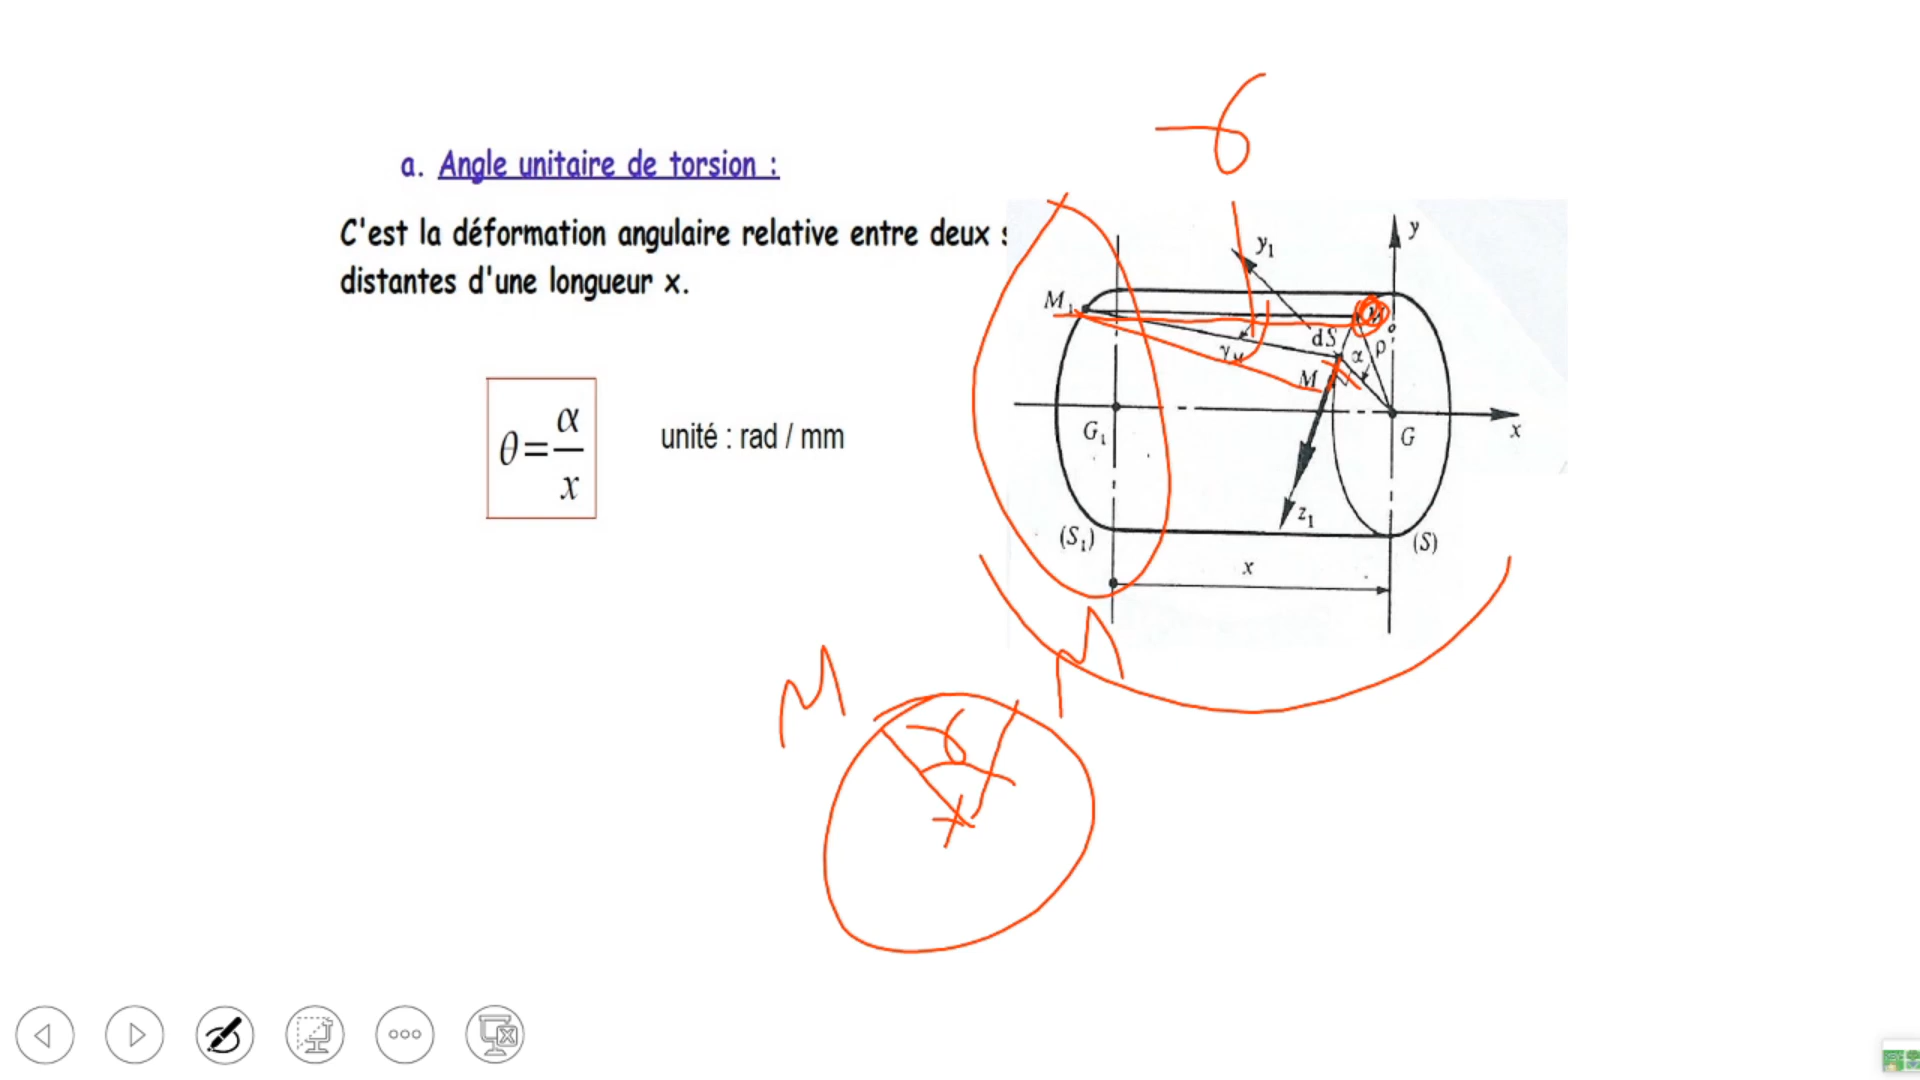 a. Angle unitaire de torsion :
C'est la déformation angulaire relative entre deux s
distantes d'une longueur x.
θ = α / x
unité : rad / mm
y
y₁
M₁
dS
α
ρ
γ
M
G₁
G
x
z₁
(S₁)
(S)
x
M
M